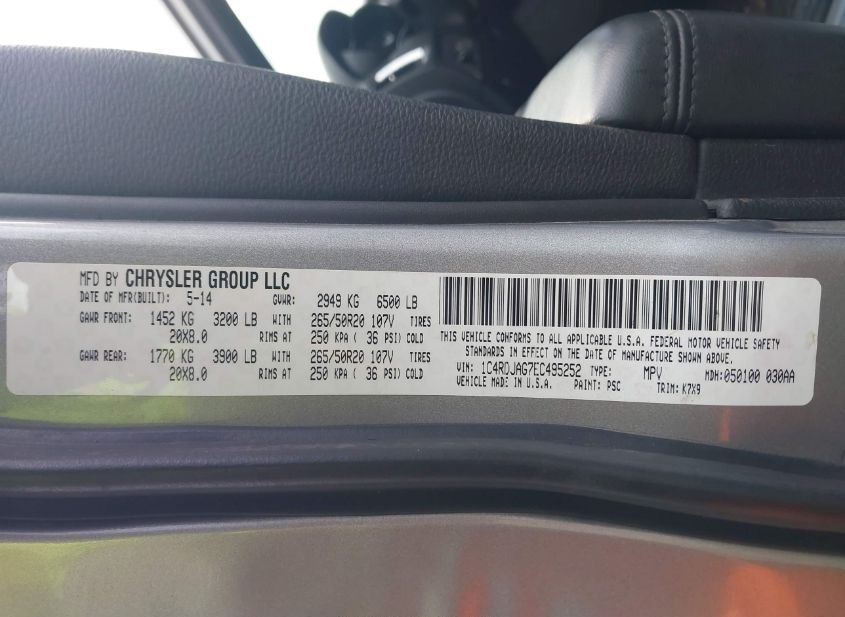 MFD BY CHRYSLER GROUP LLC
DATE OF MFR(BUILT): 5-14 GVWR: 2949 KG 6500 LB
GAWR FRONT: 1452 KG 3200 LB WITH 265/50R20 107V TIRES
20X8.0 RIMS AT 250 KPA ( 36 PSI) COLD
GAWR REAR: 1770 KG 3900 LB WITH 265/50R20 107V TIRES
20X8.0 RIMS AT 250 KPA ( 36 PSI) COLD
THIS VEHICLE CONFORMS TO ALL APPLICABLE U.S.A. FEDERAL MOTOR VEHICLE SAFETY
STANDARDS IN EFFECT ON THE DATE OF MANUFACTURE SHOWN ABOVE.
VIN: 1C4RDJAG7EC495252 TYPE: MPV MDH: 050100 030AA
VEHICLE MADE IN U.S.A. PAINT: PSC TRIM: K7X9